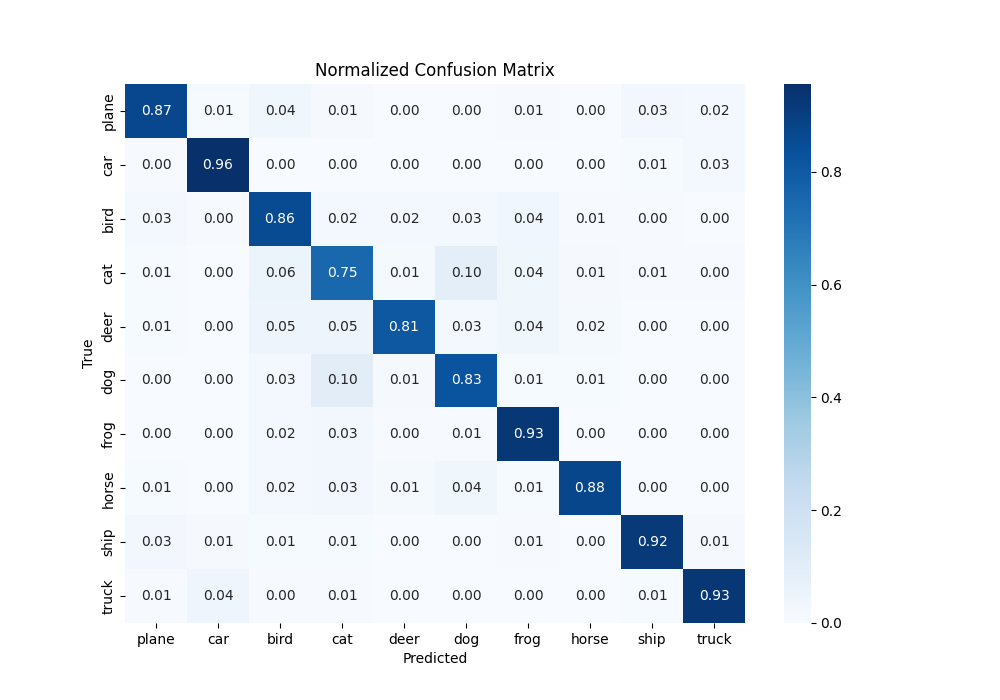 Normalized Confusion Matrix
plane 0.87 0.01 0.04 0.01 0.00 0.00 0.01 0.00 0.03 0.02
car 0.00 0.96 0.00 0.00 0.00 0.00 0.00 0.00 0.01 0.03
bird 0.03 0.00 0.86 0.02 0.02 0.03 0.04 0.01 0.00 0.00
cat 0.01 0.00 0.06 0.75 0.01 0.10 0.04 0.01 0.01 0.00
deer 0.01 0.00 0.05 0.05 0.81 0.03 0.04 0.02 0.00 0.00
dog 0.00 0.00 0.03 0.10 0.01 0.83 0.01 0.01 0.00 0.00
frog 0.00 0.00 0.02 0.03 0.00 0.01 0.93 0.00 0.00 0.00
horse 0.01 0.00 0.02 0.03 0.01 0.04 0.01 0.88 0.00 0.00
ship 0.03 0.01 0.01 0.01 0.00 0.00 0.01 0.00 0.92 0.01
truck 0.01 0.04 0.00 0.01 0.00 0.00 0.00 0.00 0.01 0.93
plane car bird cat deer dog frog horse ship truck
Predicted
True
0.8
0.6
0.4
0.2
0.0